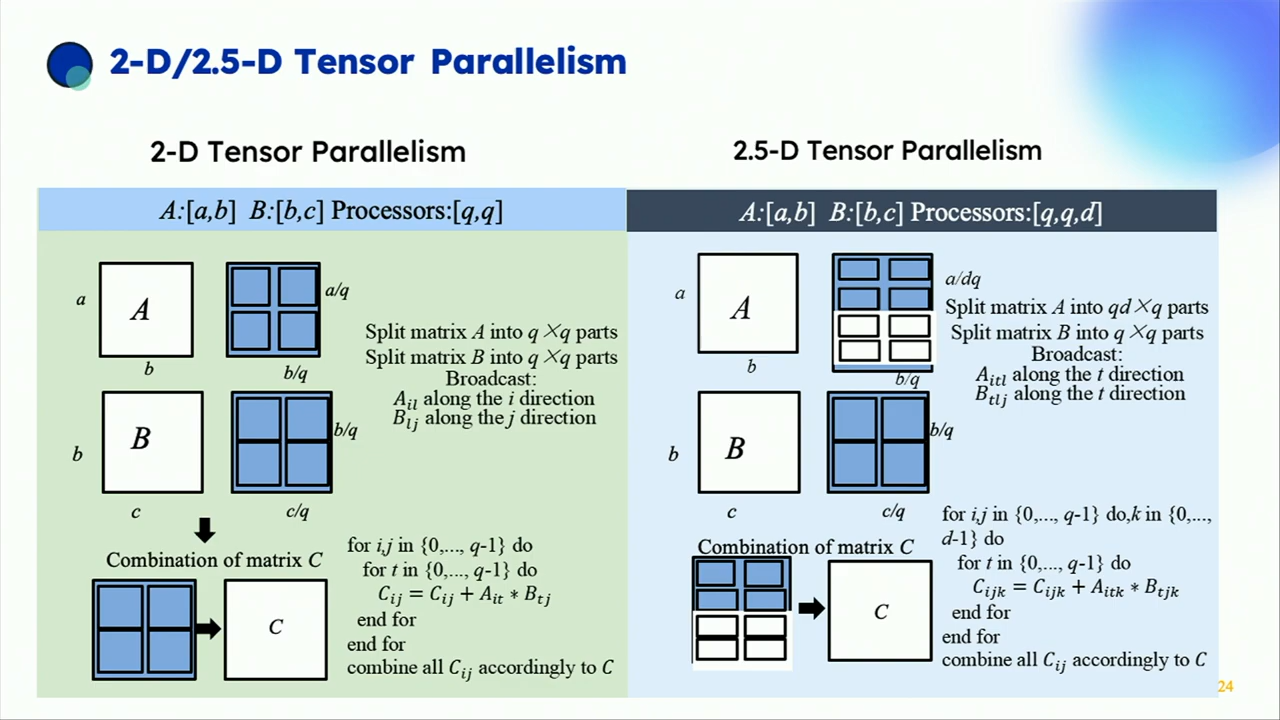 2-D/2.5-D Tensor Parallelism
2-D Tensor Parallelism
A:[a,b] B:[b,c] Processors:[q,q]
a
A
b
a/q
b/q
Split matrix A into q×q parts
Split matrix B into q×q parts
Broadcast:
A_il along the i direction
B_lj along the j direction
b
B
c
b/q
c/q
Combination of matrix C
C
for i,j in {0,..., q-1} do
for t in {0,..., q-1} do
C_ij = C_ij + A_it * B_tj
end for
end for
combine all C_ij accordingly to C
2.5-D Tensor Parallelism
A:[a,b] B:[b,c] Processors:[q,q,d]
a
A
b
a/dq
b/q
Split matrix A into qd×q parts
Split matrix B into q×q parts
Broadcast:
A_itl along the t direction
B_tlj along the t direction
b
B
c
b/q
c/q
Combination of matrix C
C
for i,j in {0,..., q-1} do,k in {0,...,
d-1} do
for t in {0,..., q-1} do
C_ijk = C_ijk + A_itk * B_tjk
end for
end for
combine all C_ij accordingly to C
24